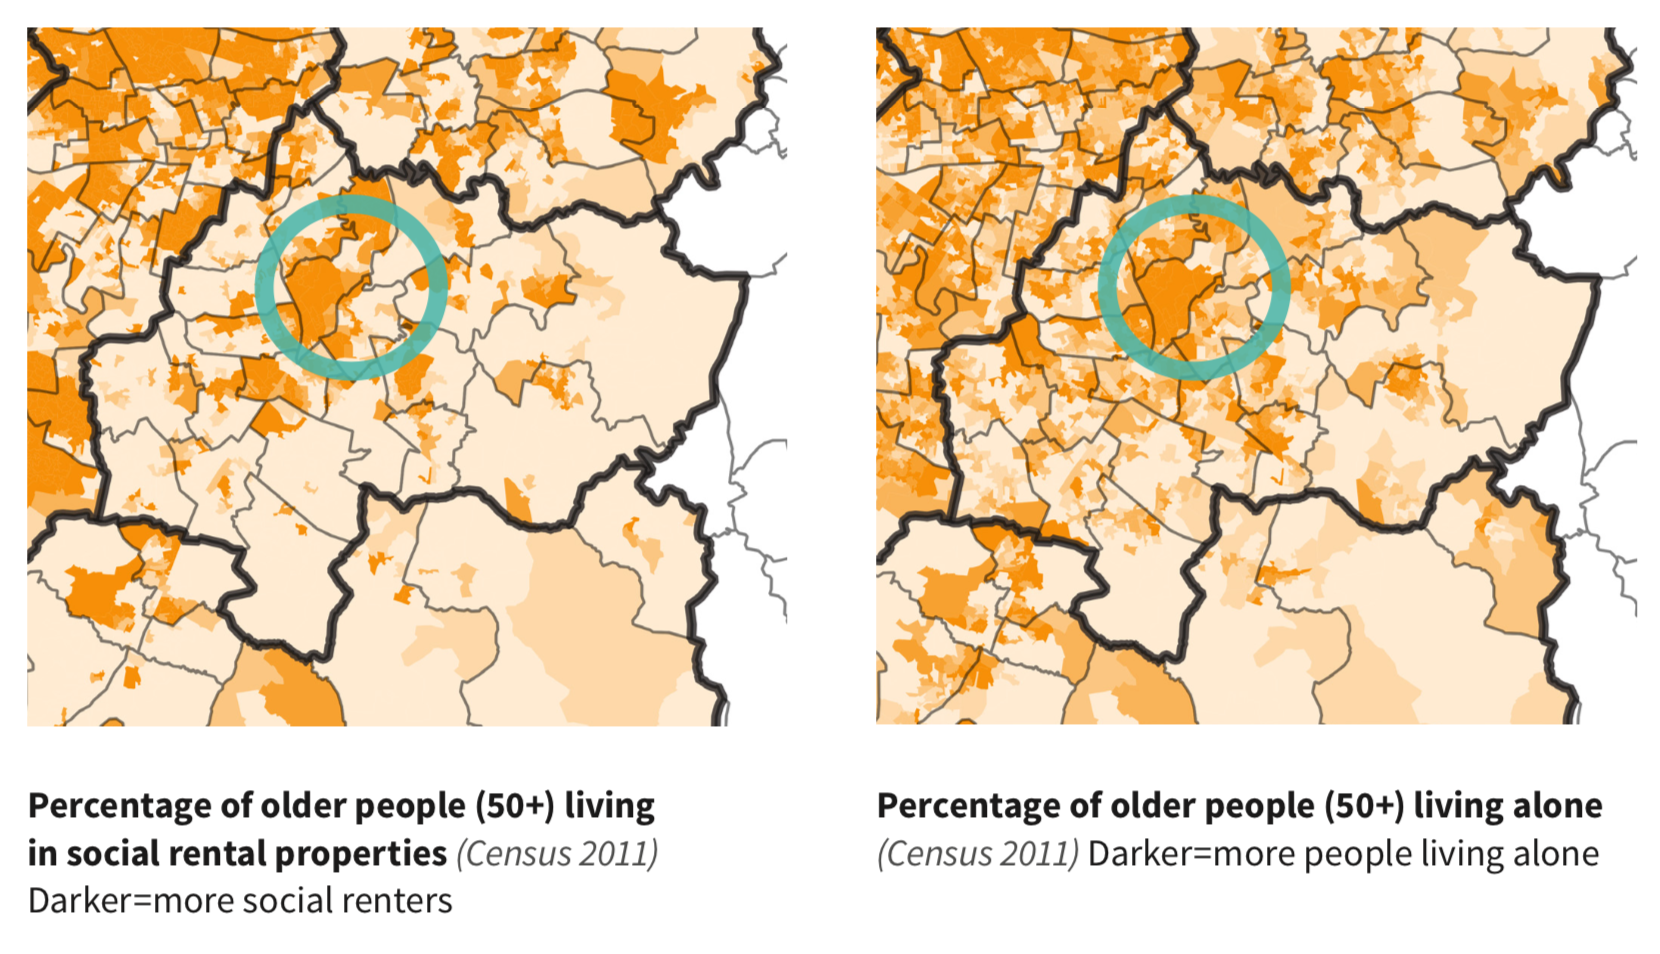 Percentage of older people (50+) living
in social rental properties (Census 2011)
Darker=more social renters
Percentage of older people (50+) living alone
(Census 2011) Darker=more people living alone